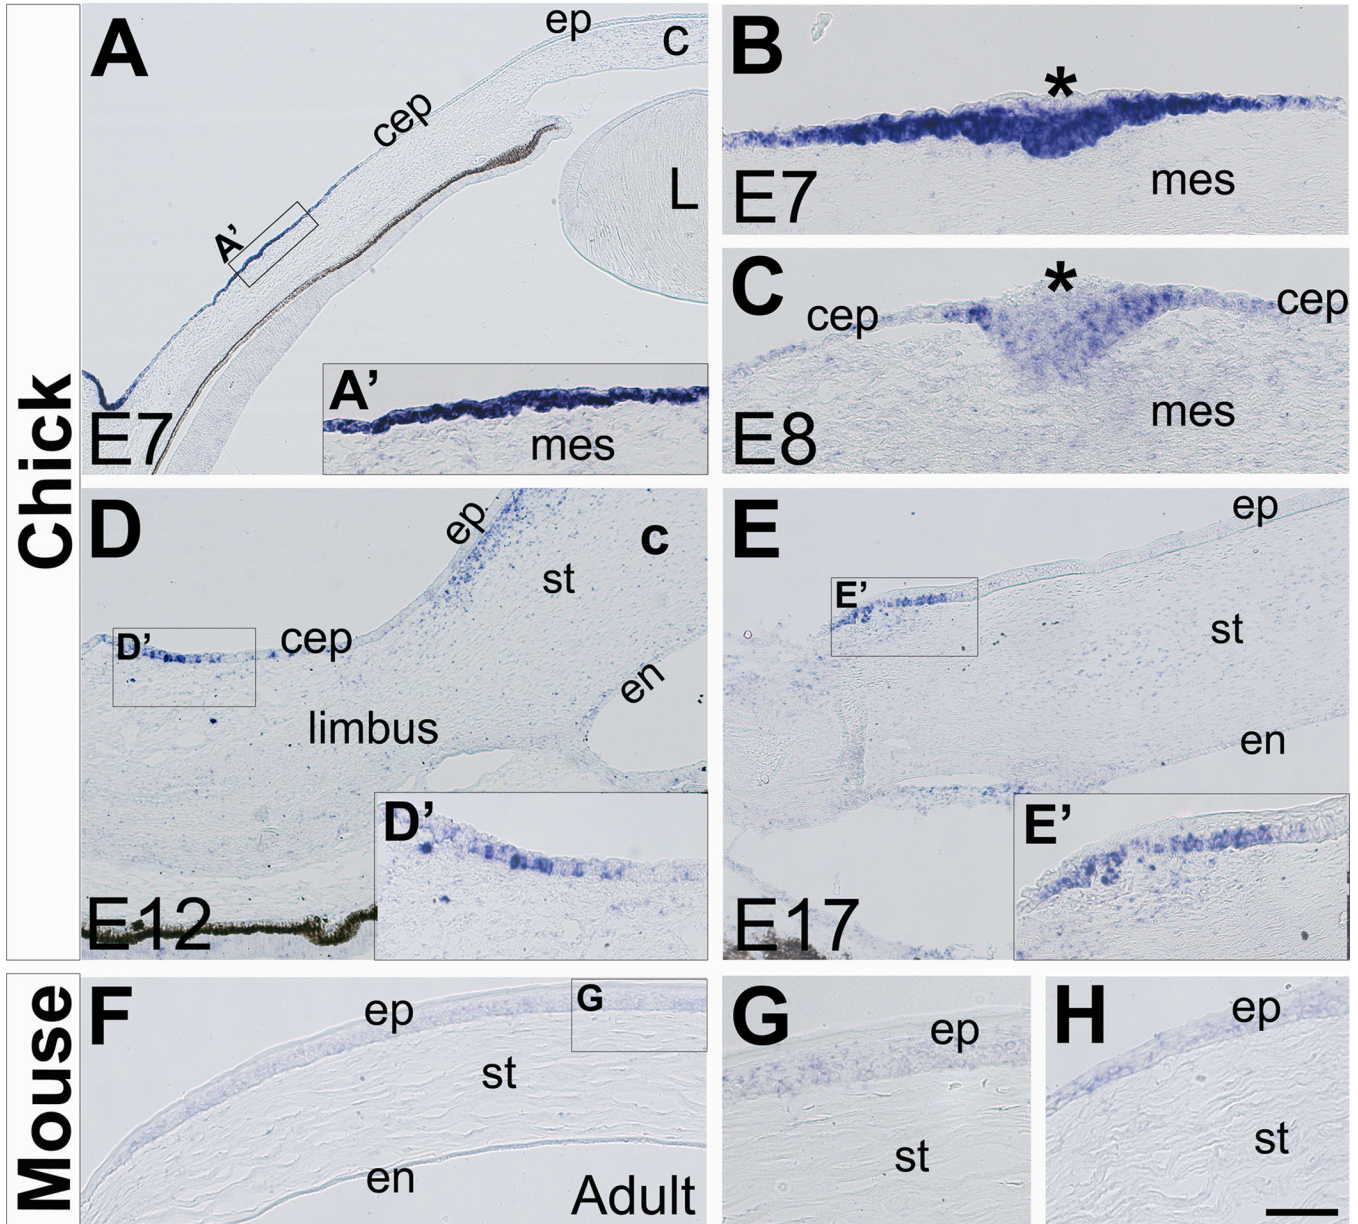 Chick
A
ep
c
cep
L
A’
E7
A’
mes
B
*
E7
mes
C
*
cep
cep
E8
mes
D
ep
c
st
D’
cep
en
limbus
D’
E12
E
ep
E’
st
en
E’
E17
Mouse
F
ep
G
st
en
Adult
G
ep
st
H
ep
st